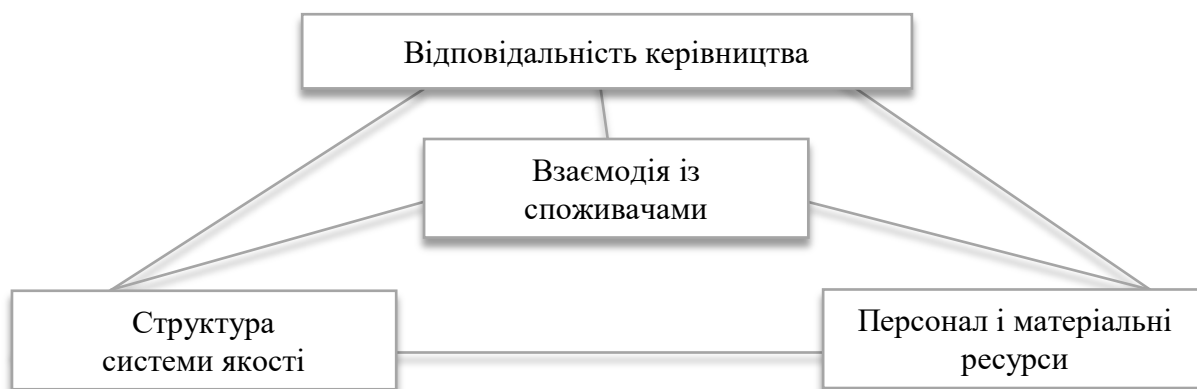 Відповідальність керівництва
Взаємодія із
споживачами
Структура
системи якості
Персонал і матеріальні
ресурси